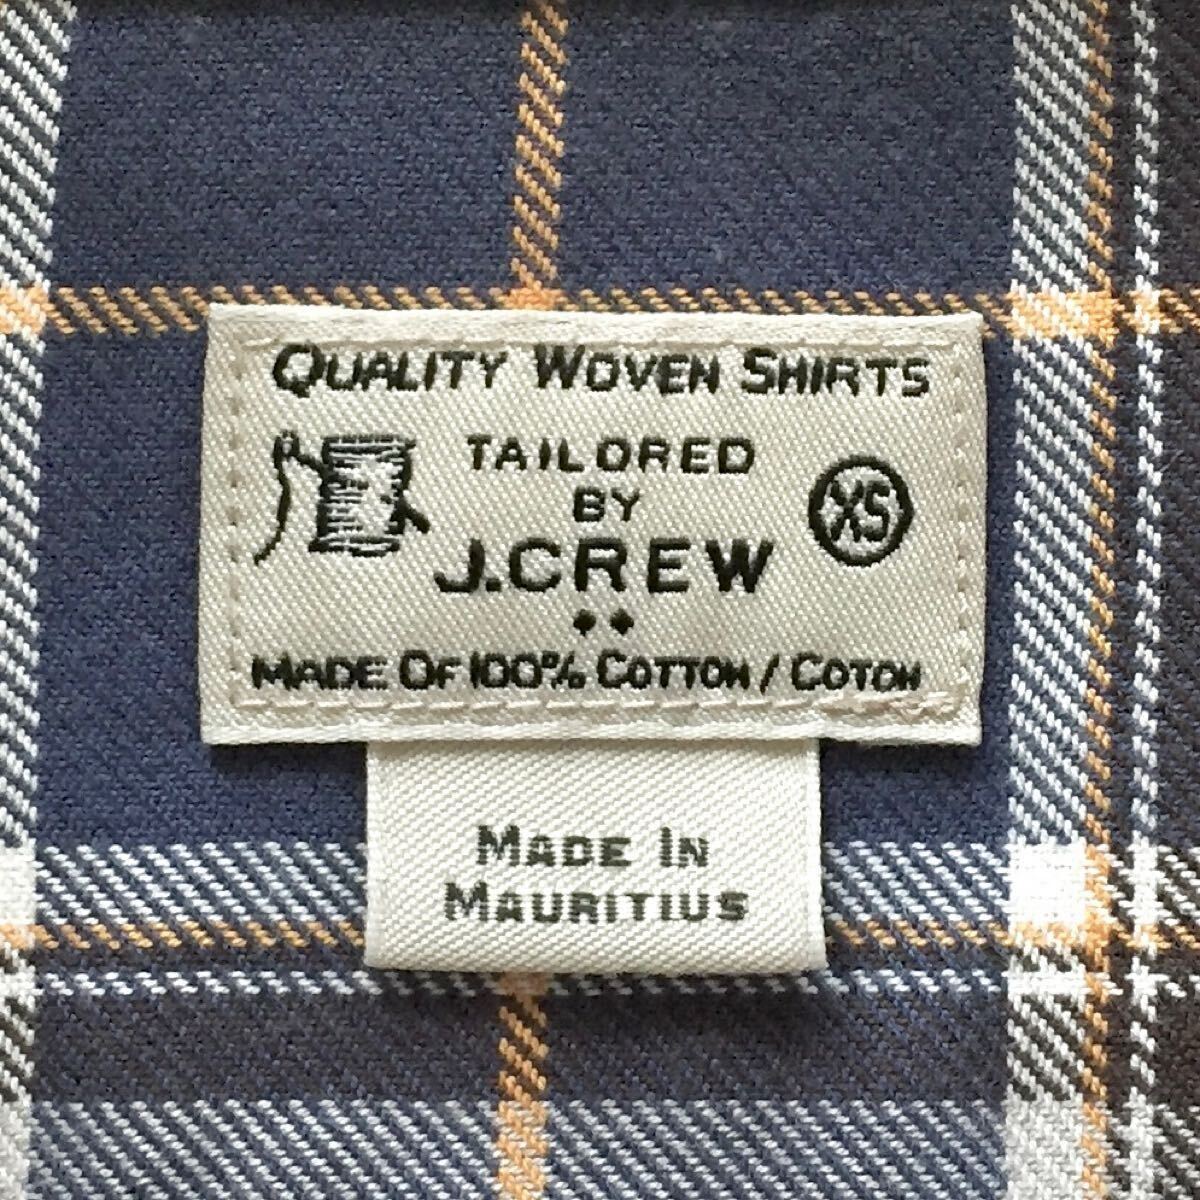 QUALITY WOVEN SHIRTS
TAILORED
BY
J.CREW
XS
MADE OF 100% COTTON / COTON
MADE IN
MAURITIUS